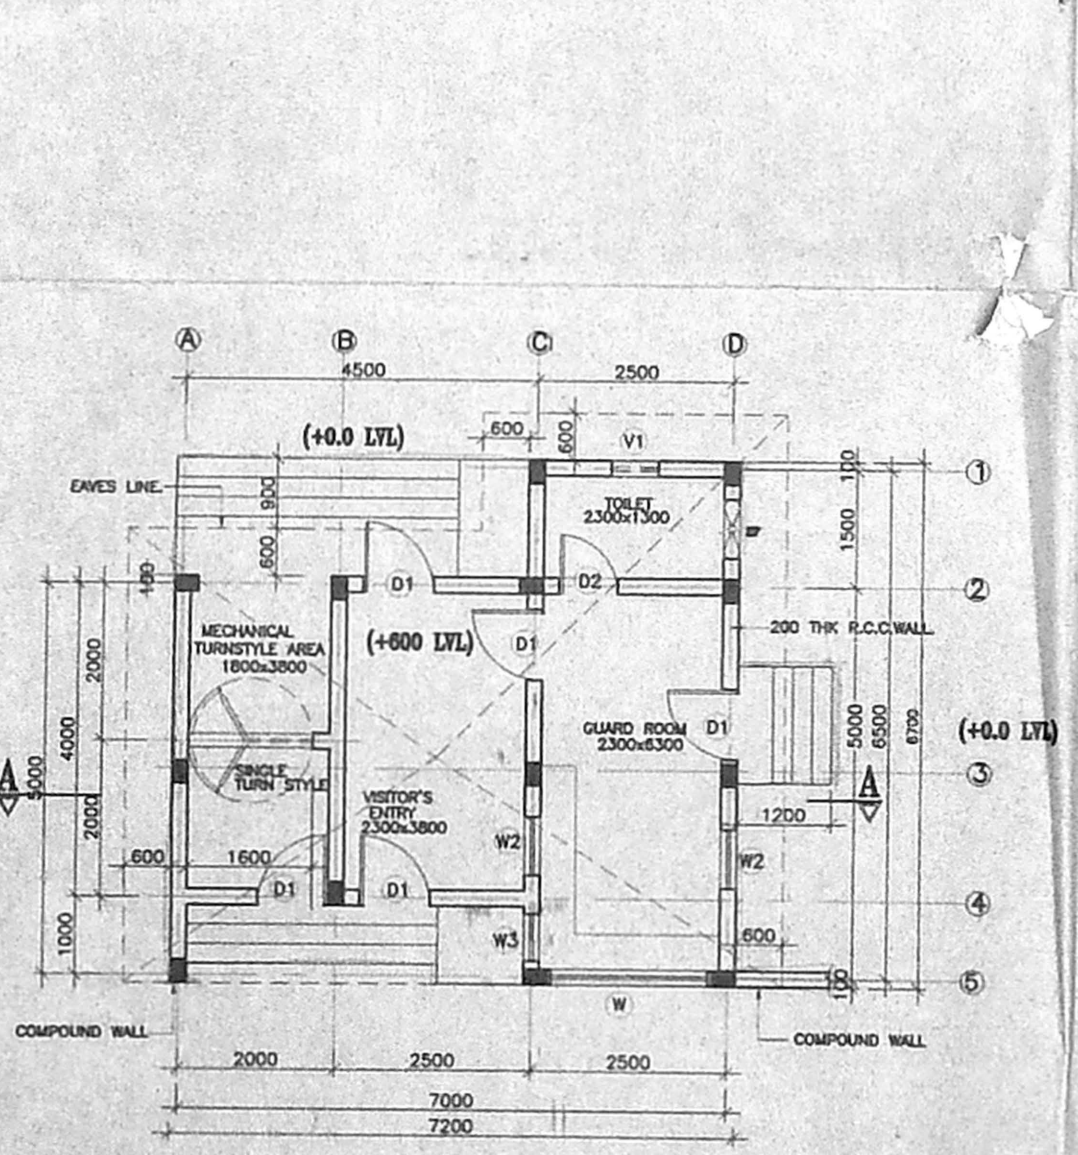 A B C D
4500 2500
(+0.0 LVL)
600 600 V1
EAVES LINE
900
TOILET
2300x1300
100
1
1500
600
100
D1 D2
2
MECHANICAL
TURNSTYLE AREA
1800x3800
(+600 LVL)
D1
200 THK R.C.C.WALL
2000
GUARD ROOM
2300x6300
D1
4000
5000
5000
6500
6700
(+0.0 LVL)
SINGLE
TURN STYLE
3
A
A
VISITOR'S
ENTRY
2300x3800
2000
1200
W2
W2
600 1600
D1 D1
4
1000
W3
600
100
5
W
COMPOUND WALL
COMPOUND WALL
2000 2500 2500
7000
7200